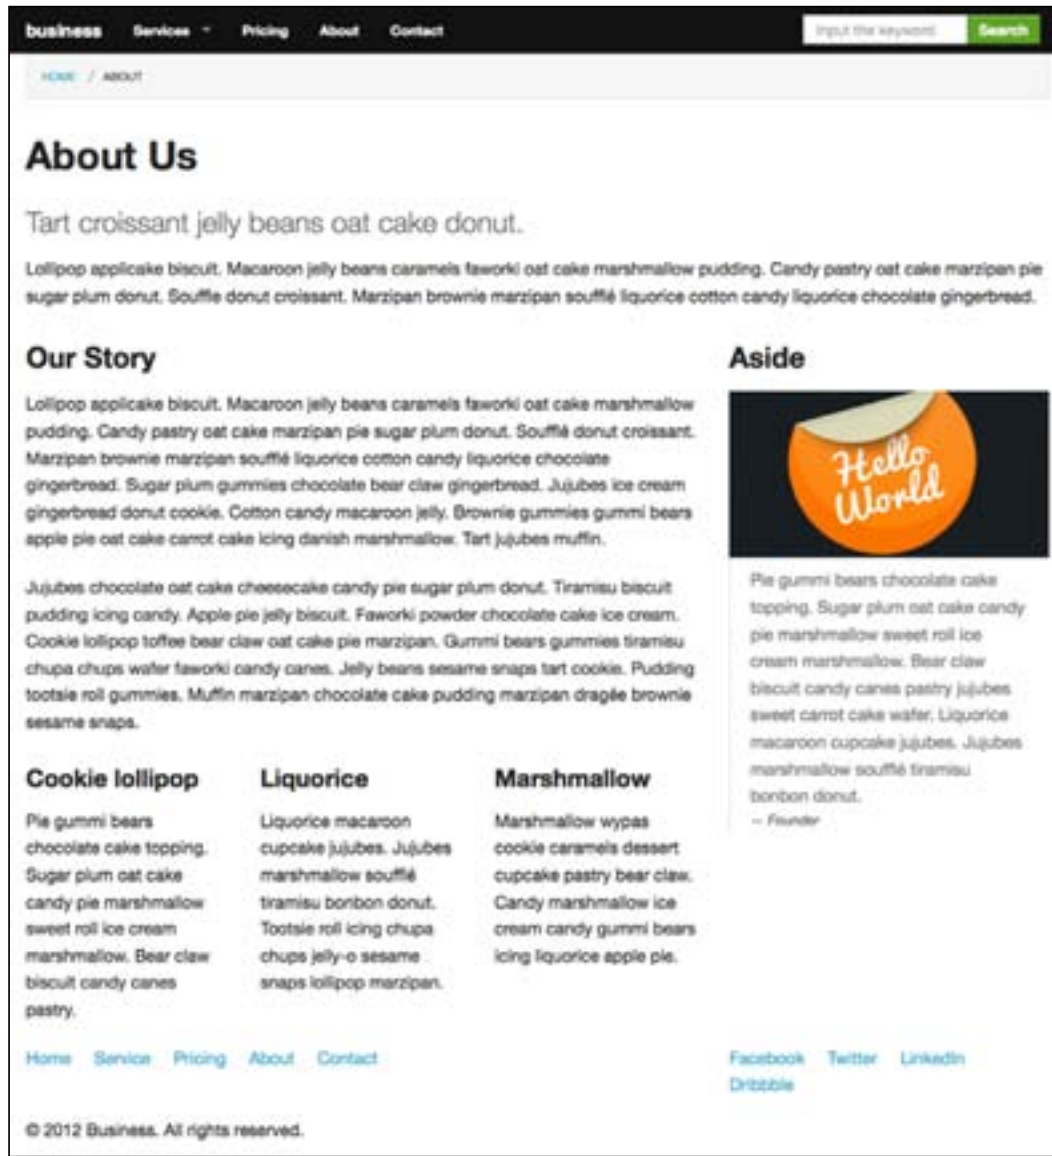 business Services Pricing About Contact Input the keyword Search
HOME / ABOUT
About Us
Tart croissant jelly beans oat cake donut.
Lollipop applicake biscuit. Macaroon jelly beans caramels faworki oat cake marshmallow pudding. Candy pastry oat cake marzipan pie
sugar plum donut. Souffle donut croissant. Marzipan brownie marzipan soufflé liquorice cotton candy liquorice chocolate gingerbread.
Our Story
Lollipop applicake biscuit. Macaroon jelly beans caramels faworki oat cake marshmallow
pudding. Candy pastry oat cake marzipan pie sugar plum donut. Soufflé donut croissant.
Marzipan brownie marzipan soufflé liquorice cotton candy liquorice chocolate
gingerbread. Sugar plum gummies chocolate bear claw gingerbread. Jujubes ice cream
gingerbread donut cookie. Cotton candy macaroon jelly. Brownie gummies gummi bears
apple pie oat cake carrot cake icing danish marshmallow. Tart jujubes muffin.
Jujubes chocolate oat cake cheesecake candy pie sugar plum donut. Tiramisu biscuit
pudding icing candy. Apple pie jelly biscuit. Faworki powder chocolate cake ice cream.
Cookie lollipop toffee bear claw oat cake pie marzipan. Gummi bears gummies tiramisu
chupa chups wafer faworki candy canes. Jelly beans sesame snaps tart cookie. Pudding
tootsie roll gummies. Muffin marzipan chocolate cake pudding marzipan dragée brownie
sesame snaps.
Cookie lollipop
Pie gummi bears
chocolate cake topping.
Sugar plum oat cake
candy pie marshmallow
sweet roll ice cream
marshmallow. Bear claw
biscuit candy canes
pastry.
Liquorice
Liquorice macaroon
cupcake jujubes. Jujubes
marshmallow soufflé
tiramisu bonbon donut.
Tootsie roll icing chupa
chups jelly-o sesame
snaps lollipop marzipan.
Marshmallow
Marshmallow wypas
cookie caramels dessert
cupcake pastry bear claw.
Candy marshmallow ice
cream candy gummi bears
icing liquorice apple pie.
Aside
Hello
World
Pie gummi bears chocolate cake
topping. Sugar plum oat cake candy
pie marshmallow sweet roll ice
cream marshmallow. Bear claw
biscuit candy canes pastry jujubes
sweet carrot cake wafer. Liquorice
macaroon cupcake jujubes. Jujubes
marshmallow soufflé tiramisu
bonbon donut.
— Founder
Home Service Pricing About Contact
Facebook Twitter LinkedIn
Dribbble
© 2012 Business. All rights reserved.